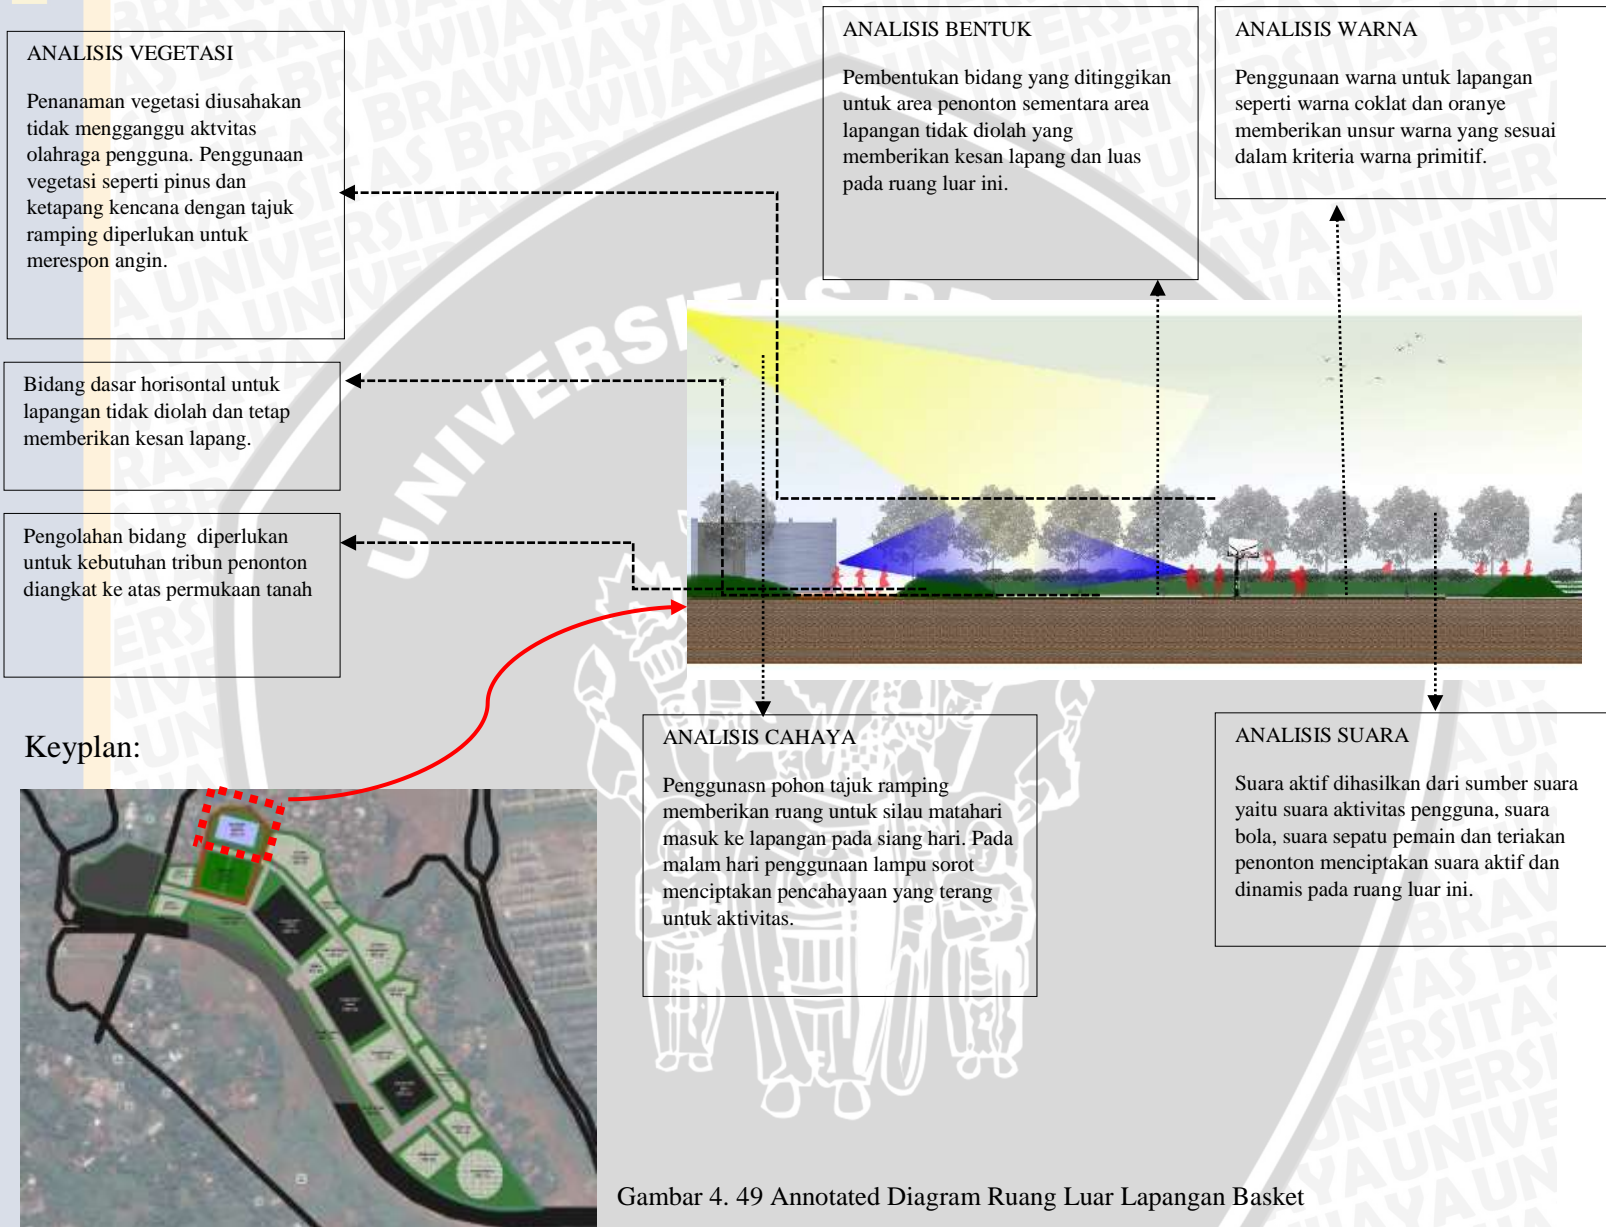 ANALISIS VEGETASI
Penanaman vegetasi diusahakan
tidak mengganggu aktvitas
olahraga pengguna. Penggunaan
vegetasi seperti pinus dan
ketapang kencana dengan tajuk
ramping diperlukan untuk
merespon angin.
Bidang dasar horisontal untuk
lapangan tidak diolah dan tetap
memberikan kesan lapang.
Pengolahan bidang diperlukan
untuk kebutuhan tribun penonton
diangkat ke atas permukaan tanah
ANALISIS BENTUK
Pembentukan bidang yang ditinggikan
untuk area penonton sementara area
lapangan tidak diolah yang
memberikan kesan lapang dan luas
pada ruang luar ini.
ANALISIS WARNA
Penggunaan warna untuk lapangan
seperti warna coklat dan oranye
memberikan unsur warna yang sesuai
dalam kriteria warna primitif.
ANALISIS CAHAYA
Penggunasn pohon tajuk ramping
memberikan ruang untuk silau matahari
masuk ke lapangan pada siang hari. Pada
malam hari penggunaan lampu sorot
menciptakan pencahayaan yang terang
untuk aktivitas.
ANALISIS SUARA
Suara aktif dihasilkan dari sumber suara
yaitu suara aktivitas pengguna, suara
bola, suara sepatu pemain dan teriakan
penonton menciptakan suara aktif dan
dinamis pada ruang luar ini.
Keyplan:
Gambar 4. 49 Annotated Diagram Ruang Luar Lapangan Basket